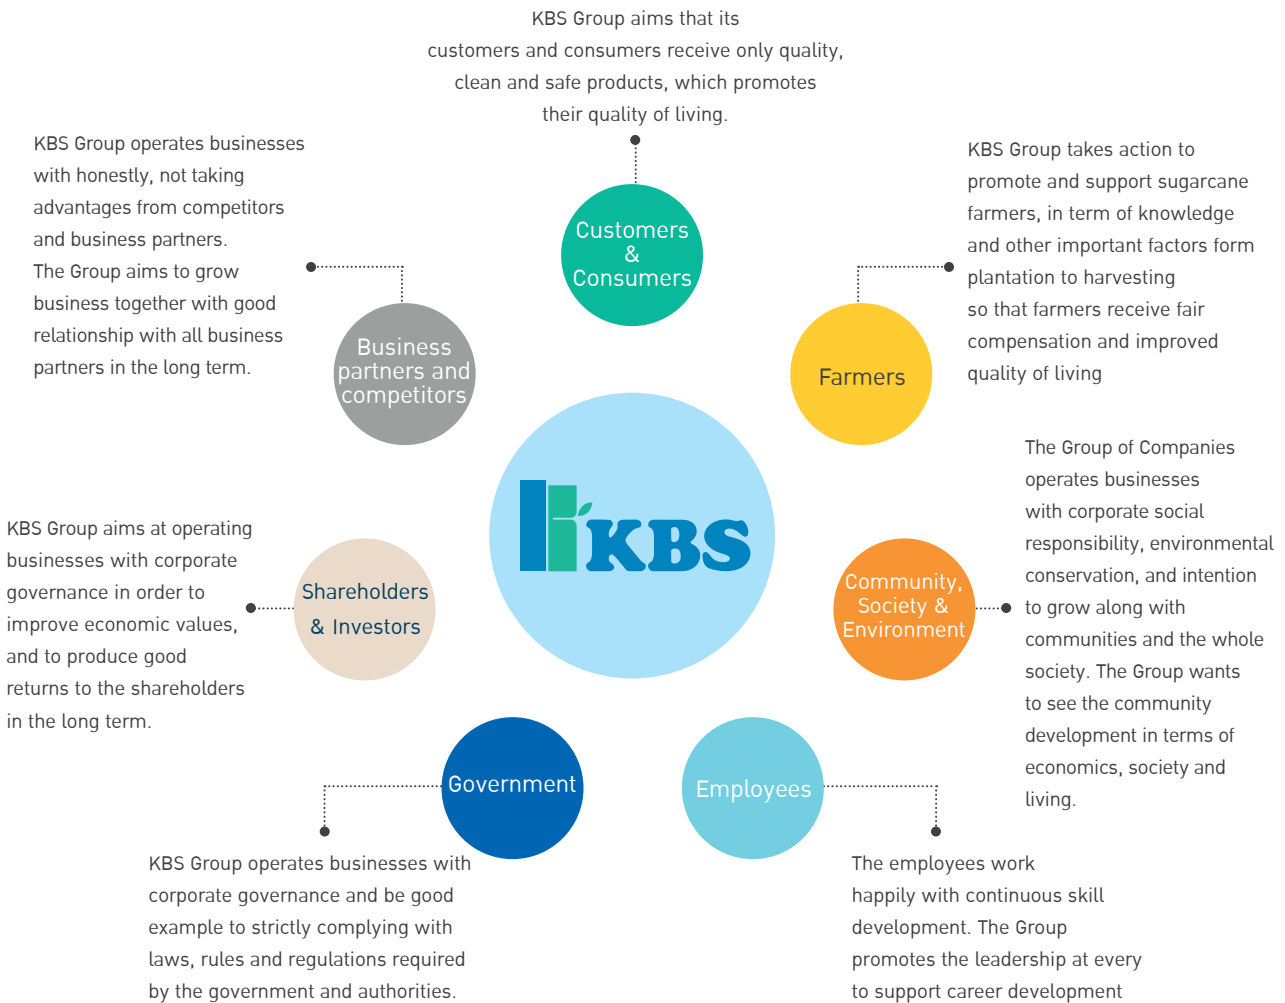 KBS Group aims that its
customers and consumers receive only quality,
clean and safe products, which promotes
their quality of living.
KBS Group operates businesses
with honestly, not taking
advantages from competitors
and business partners.
The Group aims to grow
business together with good
relationship with all business
partners in the long term.
Customers
&
Consumers
KBS Group takes action to
promote and support sugarcane
farmers, in term of knowledge
and other important factors form
plantation to harvesting
so that farmers receive fair
compensation and improved
quality of living
Business
partners and
competitors
Farmers
KBS
The Group of Companies
operates businesses
with corporate social
responsibility, environmental
conservation, and intention
to grow along with
communities and the whole
society. The Group wants
to see the community
development in terms of
economics, society and
living.
KBS Group aims at operating
businesses with corporate
governance in order to
improve economic values,
and to produce good
returns to the shareholders
in the long term.
Shareholders
& Investors
Community,
Society &
Environment
Government
Employees
KBS Group operates businesses with
corporate governance and be good
example to strictly complying with
laws, rules and regulations required
by the government and authorities.
The employees work
happily with continuous skill
development. The Group
promotes the leadership at every
to support career development